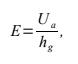 E = U_a / h_g ,